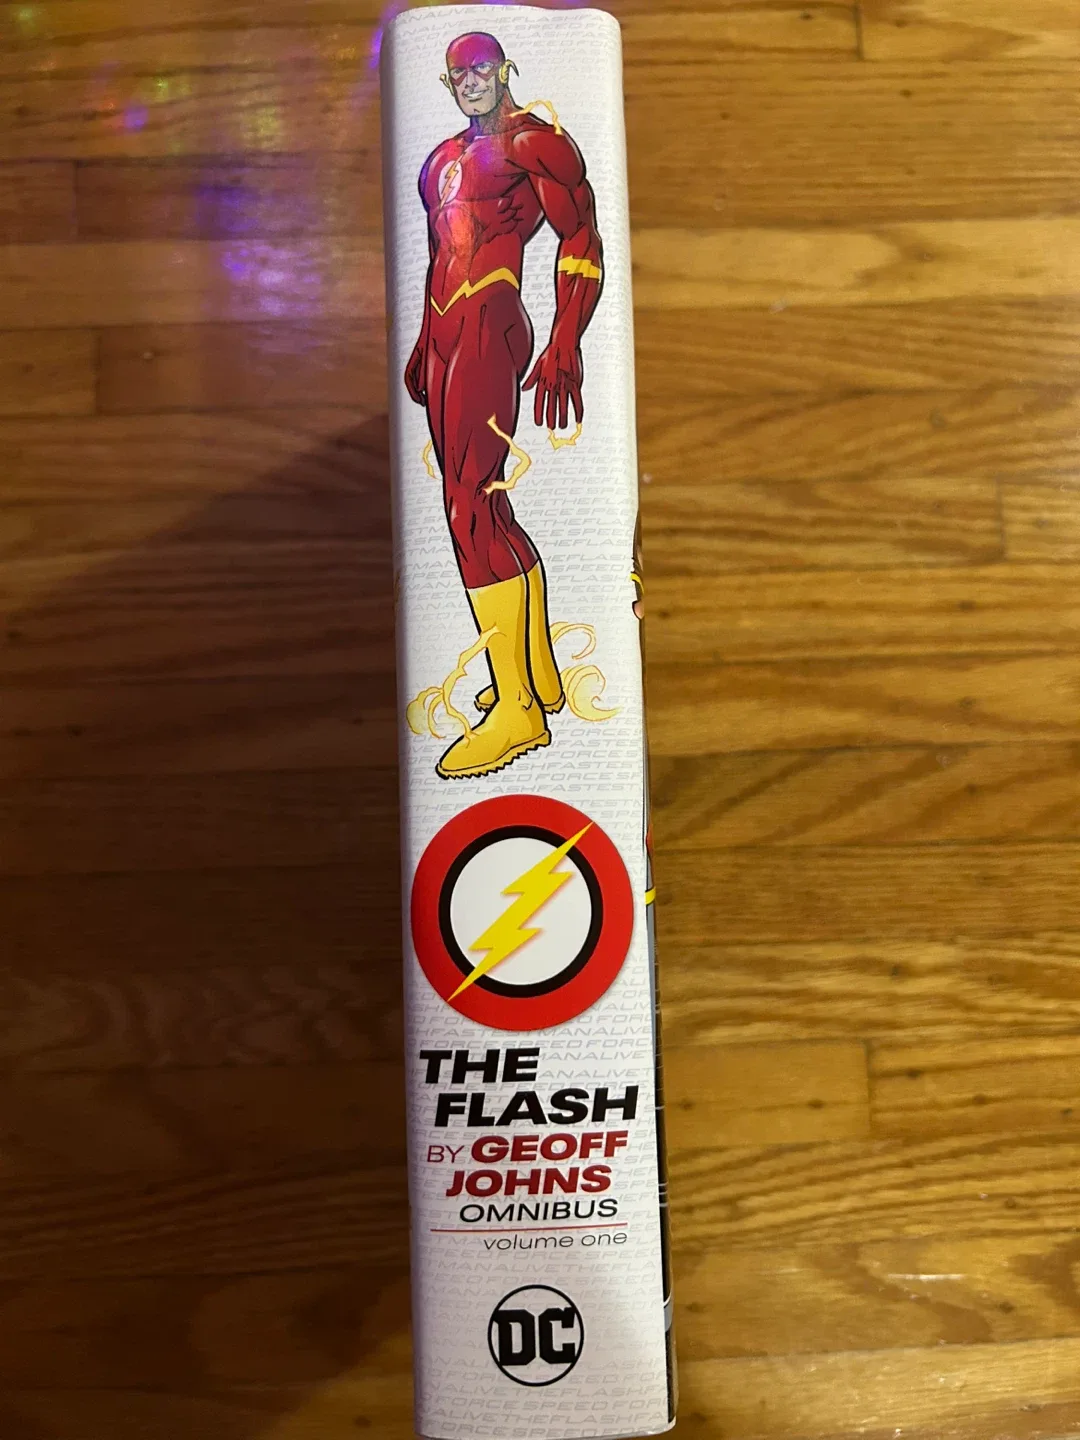 THE
FLASH
BY GEOFF
JOHNS
OMNIBUS
volume one
DC